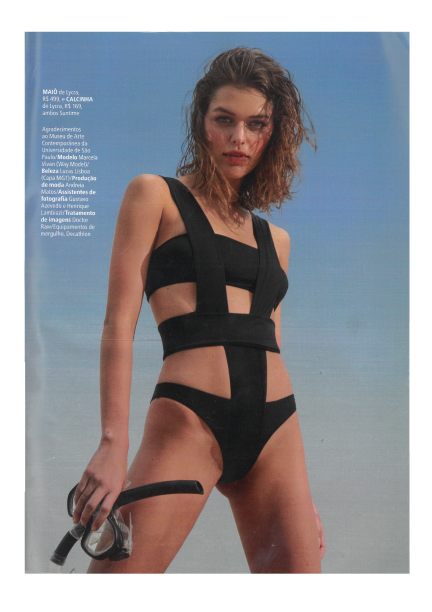 MAIÔ de Lycra,
R$ 499, e CALCINHA
de Lycra, R$ 169,
ambos Suntime
Agradecimentos
ao Museu de Arte
Contemporânea da
Universidade de São
Paulo/Modelo Marcela
Vivan (Way Model)/
Beleza Lucas Lisboa
(Capa MGT)/Produção
de moda Andreia
Matos/Assistentes de
fotografia Gustavo
Azevedo e Henrique
/Tratamento
de imagens Doctor
Raw/Equipamentos de
mergulho, Decathlon